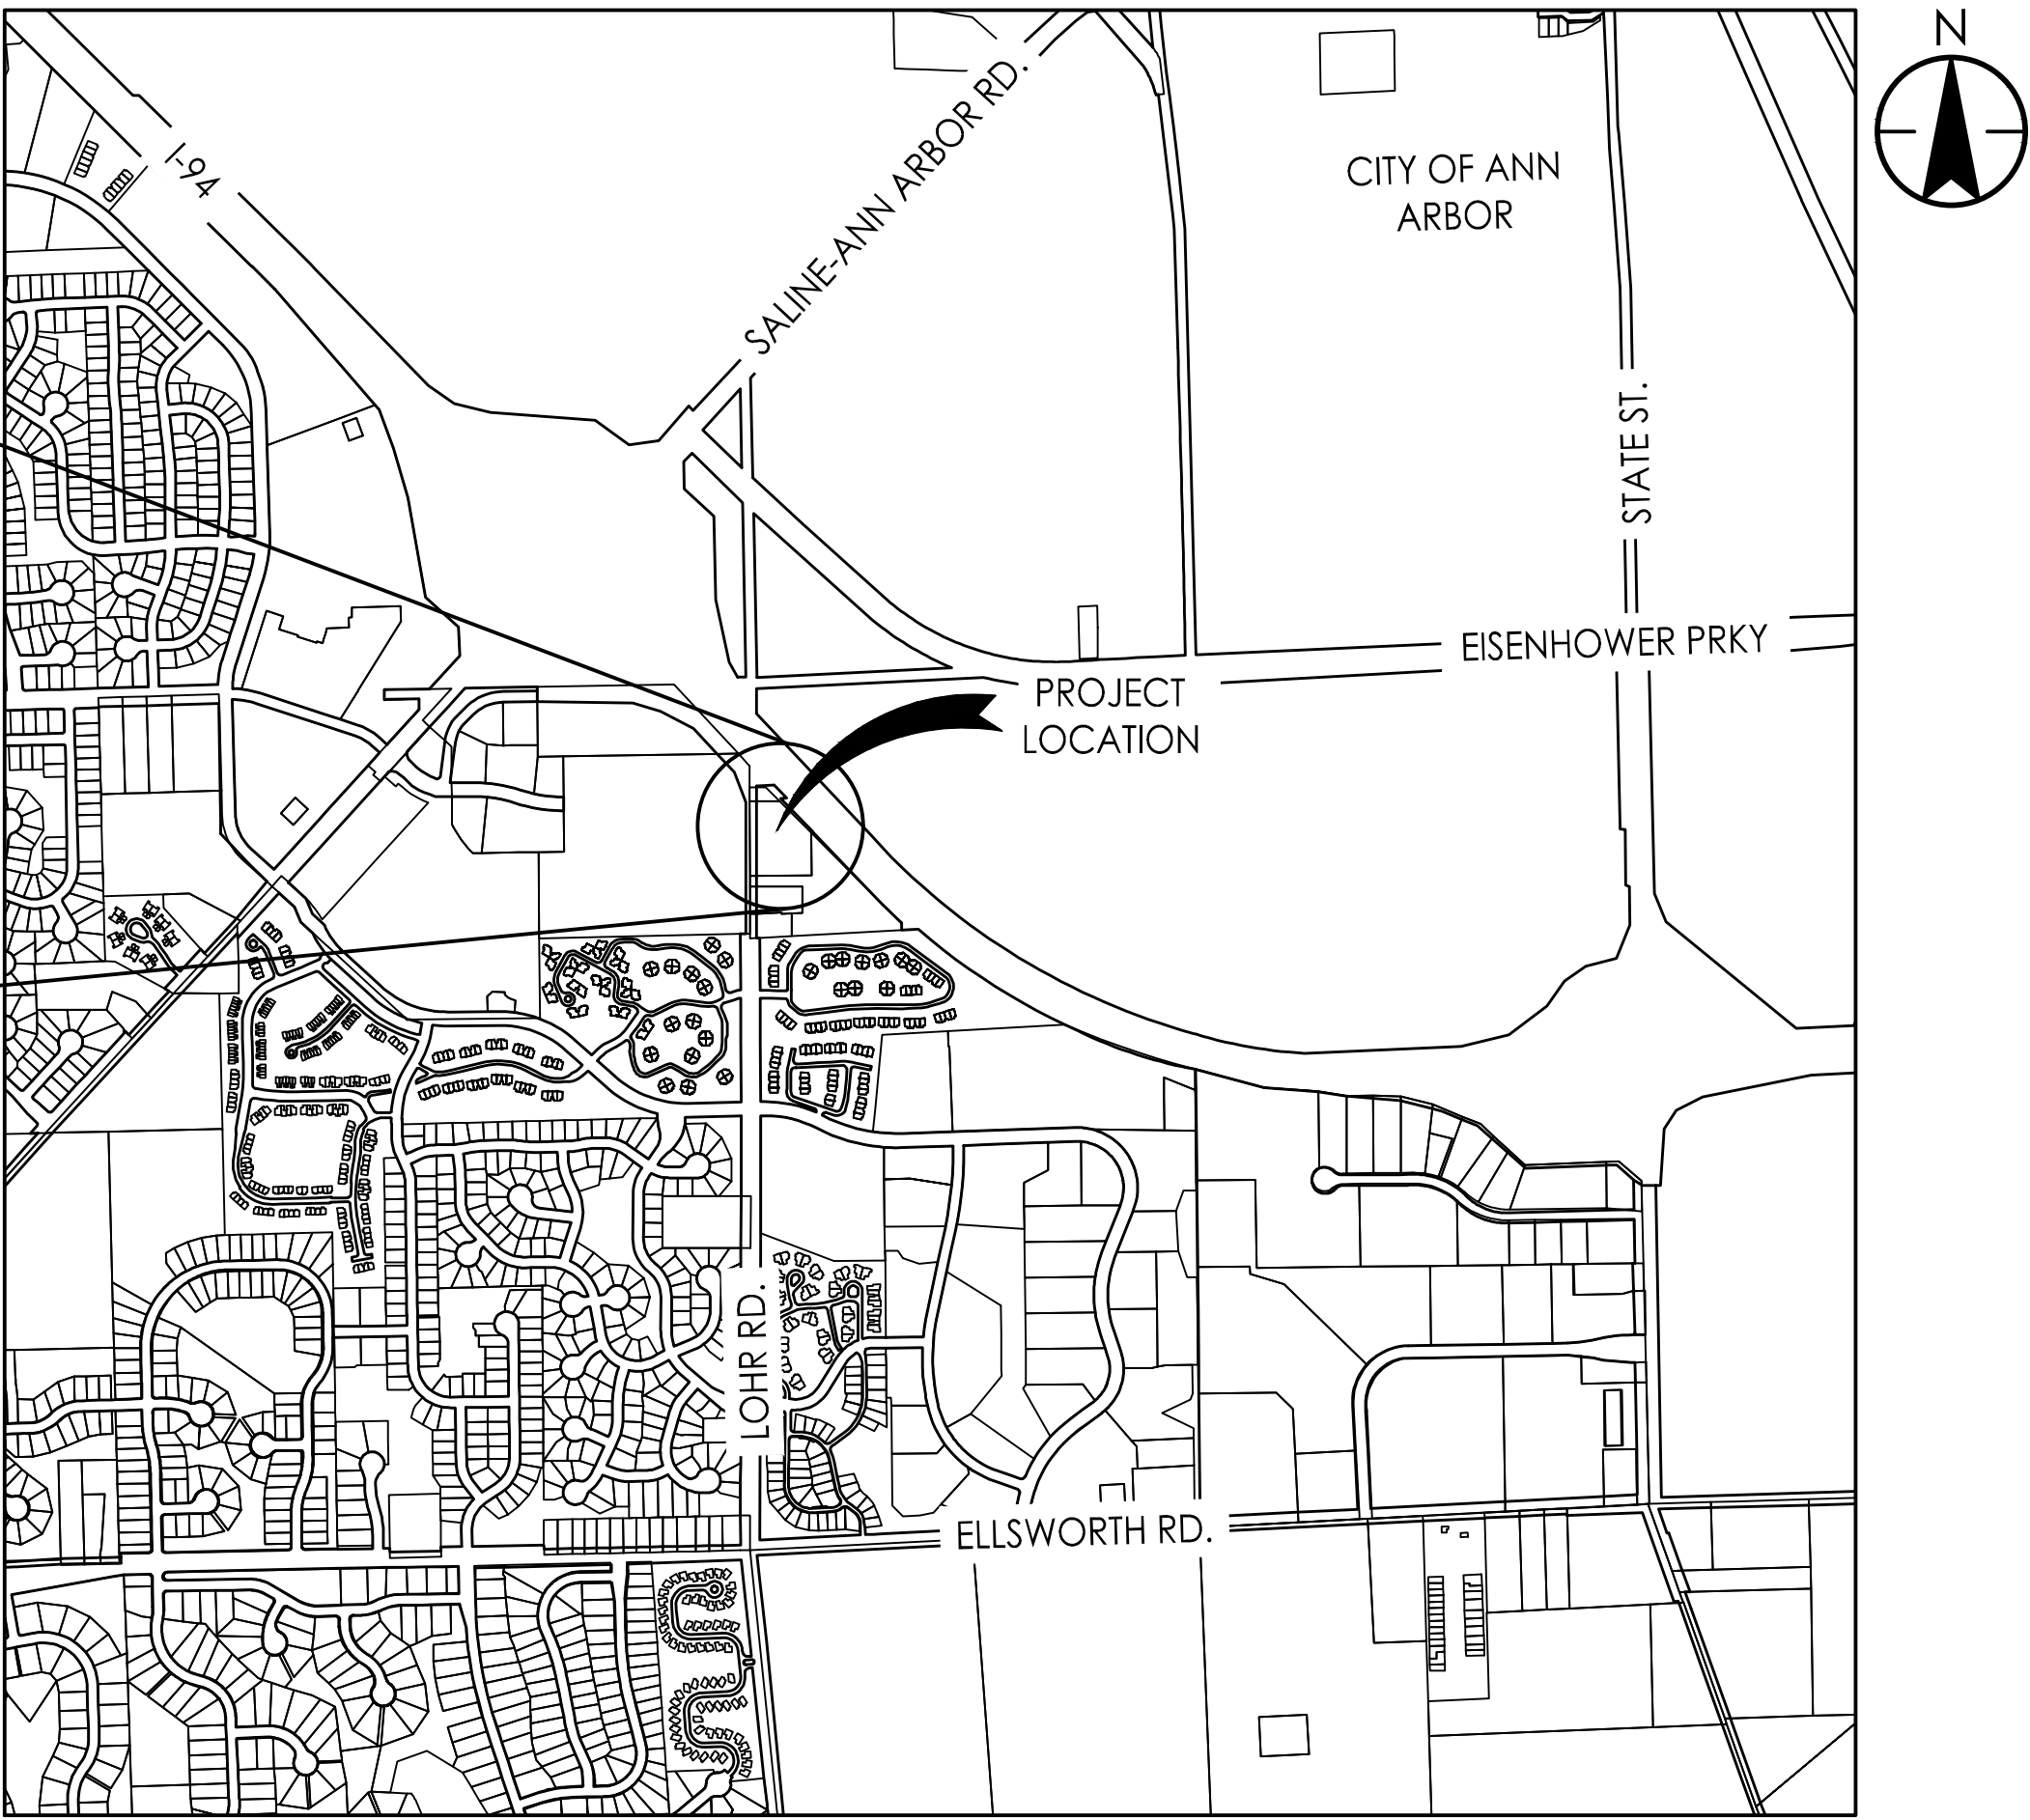 N
I-94
SALINE-ANN ARBOR RD.
CITY OF ANN
ARBOR
STATE ST.
EISENHOWER PRKY
PROJECT
LOCATION
LOHR RD.
ELLSWORTH RD.